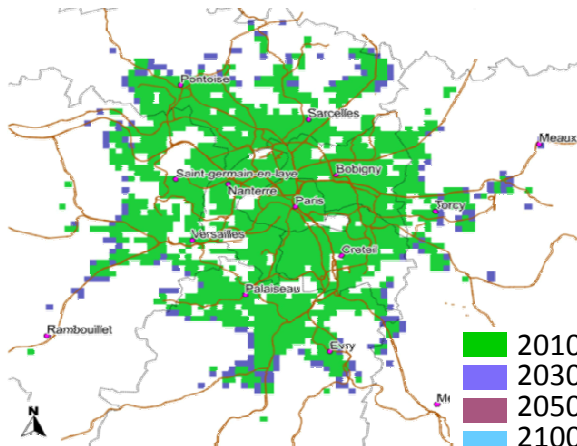 Pontoise
Sarcelles
Meaux
Bobigny
Saint-germain-en-laye
Nanterre
Paris
Torcy
Versailles
Creteil
Palaiseau
Rambouillet
Evry
2010
2030
2050
2100
Me
N